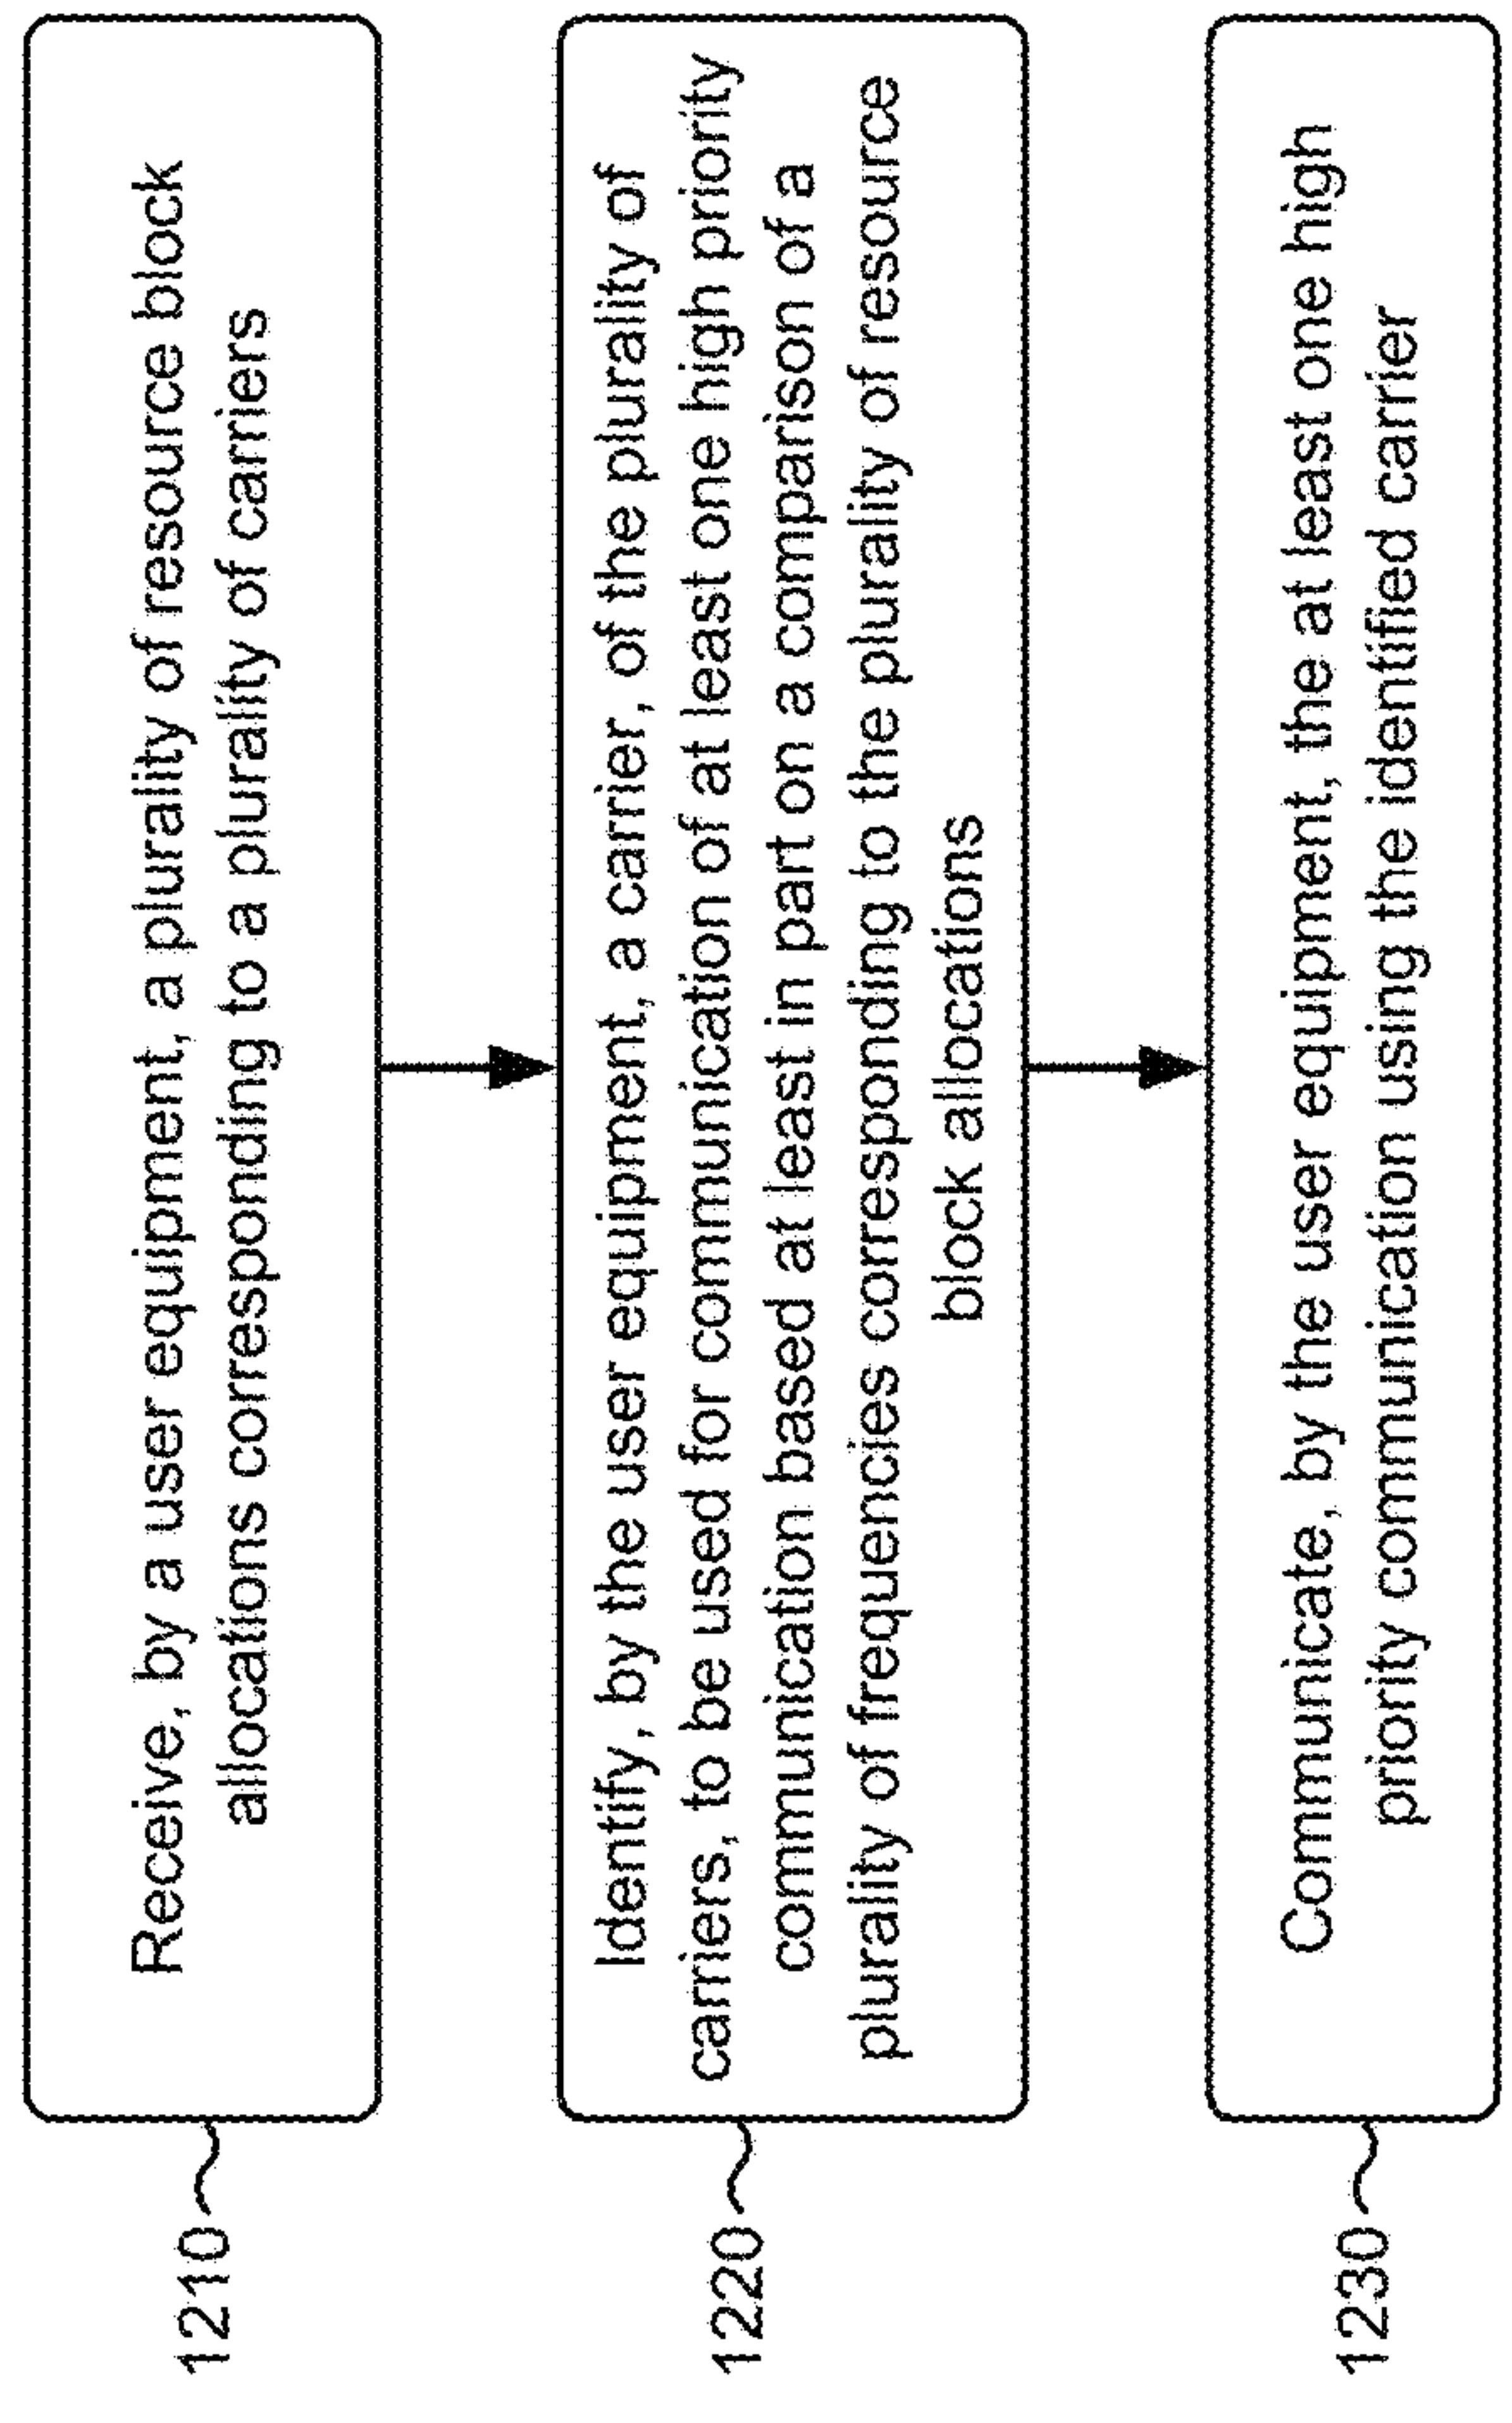 1210
Receive, by a user equipment, a plurality of resource block
allocations corresponding to a plurality of carriers
1220
Identify, by the user equipment, a carrier, of the plurality of
carriers, to be used for communication of at least one high priority
communication based at least in part on a comparison of a
plurality of frequencies corresponding to the plurality of resource
block allocations
1230
Communicate, by the user equipment, the at least one high
priority communication using the identified carrier